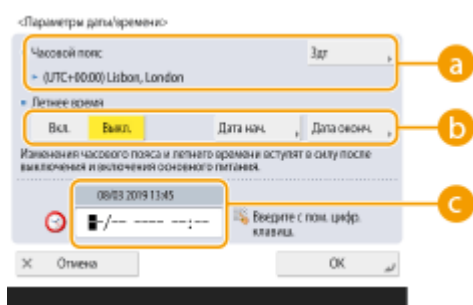 <Параметры даты/времени>
Часовой пояс
Здт
a
(UTC+00:00) Lisbon, London
Летнее время
Вкл.
Выкл.
Дата нач.
Дата оконч.
b
Изменения часового пояса и летнего времени вступят в силу после
выключения и включения основного питания.
08/03 2019 13:45
-/-- ---- --:--
Введите с пом. цифр.
клавиш.
c
Отмена
OK